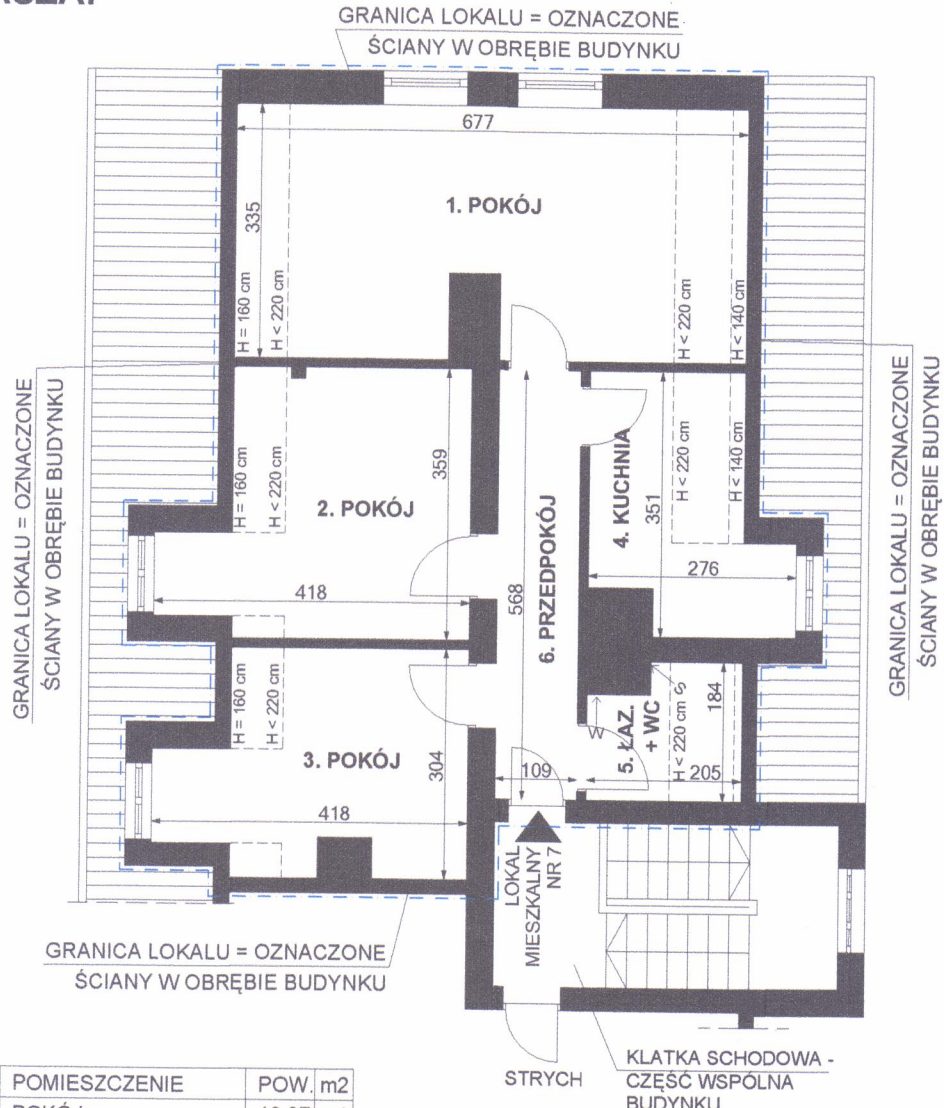 GRANICA LOKALU = OZNACZONE
ŚCIANY W OBRĘBIE BUDYNKU
677
335
1. POKÓJ
H = 160 cm
H < 220 cm
H < 220 cm
H < 140 cm
GRANICA LOKALU = OZNACZONE
ŚCIANY W OBRĘBIE BUDYNKU
GRANICA LOKALU = OZNACZONE
ŚCIANY W OBRĘBIE BUDYNKU
H = 160 cm
H < 220 cm
359
2. POKÓJ
418
568
6. PRZEDPOKÓJ
4. KUCHNIA
351
H < 220 cm
H < 140 cm
276
H = 160 cm
H < 220 cm
3. POKÓJ
304
418
109
W
5. ŁAZ.
+ WC
H < 220 cm
S
184
205
LOKAL
MIESZKALNY
NR 7
GRANICA LOKALU = OZNACZONE
ŚCIANY W OBRĘBIE BUDYNKU
STRYCH
KLATKA SCHODOWA -
CZĘŚĆ WSPÓLNA
BUDYNKU
POMIESZCZENIE POW. m2